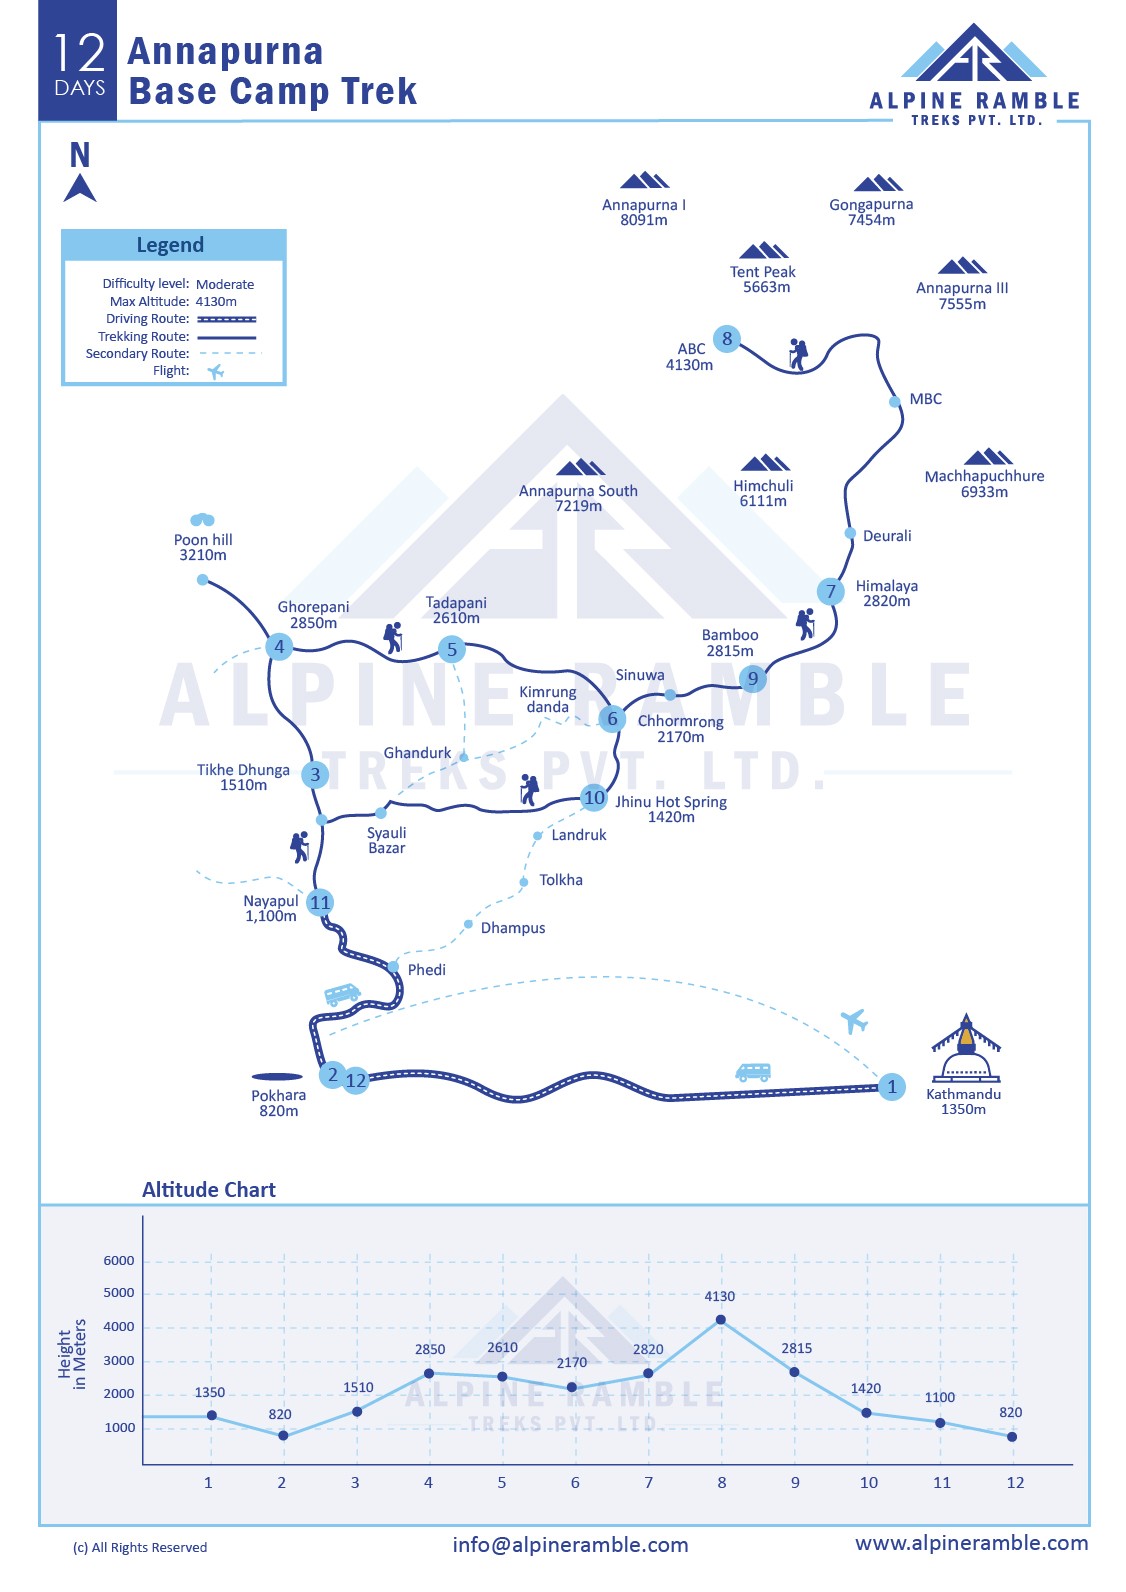 12
DAYS
Annapurna
Base Camp Trek
ALPINE RAMBLE
TREKS PVT. LTD.
N
Legend
Difficulty level: Moderate
Max Altitude: 4130m
Driving Route:
Trekking Route:
Secondary Route:
Flight:
Annapurna I
8091m
Gongapurna
7454m
Tent Peak
5663m
Annapurna III
7555m
8
ABC
4130m
MBC
Annapurna South
7219m
Himchuli
6111m
Machhapuchhure
6933m
Deurali
Poon hill
3210m
7
Himalaya
2820m
Ghorepani
2850m
4
Tadapani
2610m
5
Bamboo
2815m
9
Sinuwa
Kimrung
danda
6
Chhormrong
2170m
ALPINE RAMBLE
TREKS PVT. LTD.
Ghandurk
Tikhe Dhunga
1510m
3
10
Jhinu Hot Spring
1420m
Syauli
Bazar
Landruk
Tolkha
Nayapul
1,100m
11
Dhampus
Phedi
2
12
Pokhara
820m
1
Kathmandu
1350m
Altitude Chart
Height
in Meters
6000
5000
4000
3000
2000
1000
1350
820
1510
2850
2610
2170
2820
4130
2815
1420
1100
820
ALPINE RAMBLE
TREKS PVT. LTD.
1 2 3 4 5 6 7 8 9 10 11 12
(c) All Rights Reserved
info@alpineramble.com
www.alpineramble.com